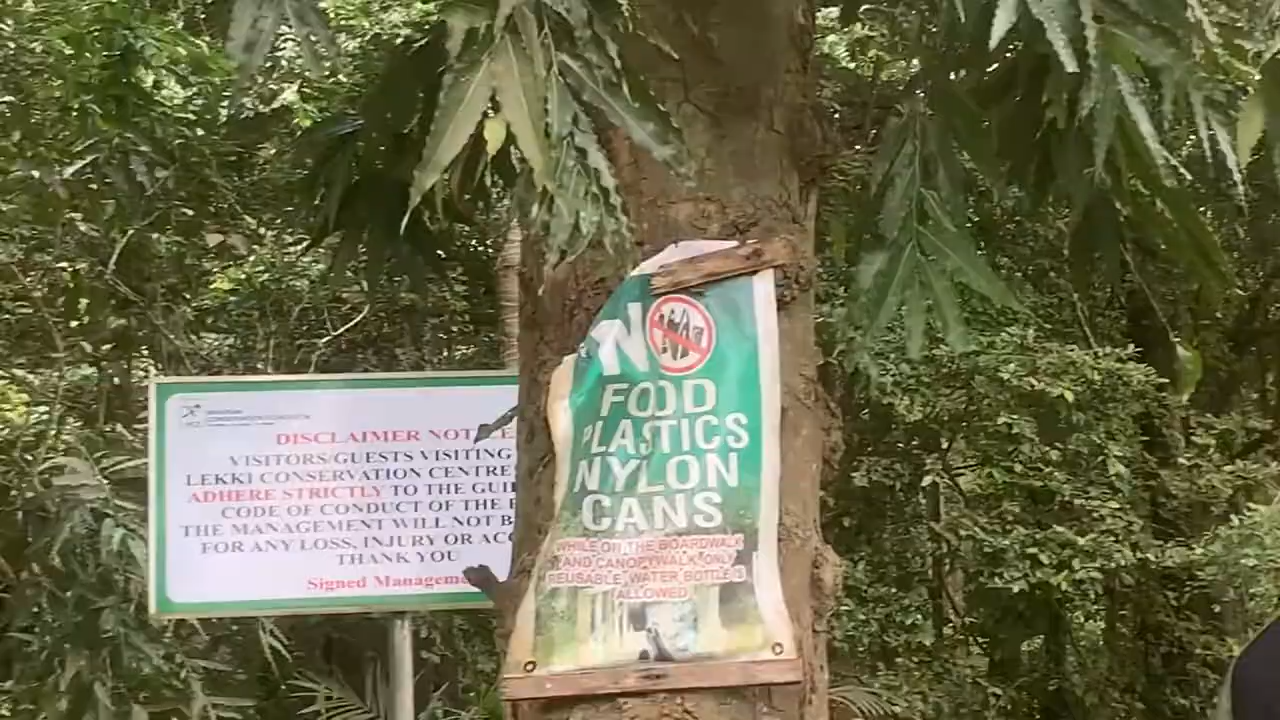 DISCLAIMER NOTICE
VISITORS/GUESTS VISITING
LEKKI CONSERVATION CENTRE
ADHERE STRICTLY TO THE GUI
CODE OF CONDUCT OF THE
THE MANAGEMENT WILL NOT B
FOR ANY LOSS, INJURY OR ACC
THANK YOU
Signed Manageme
NO
FOOD
PLASTICS
NYLON
CANS
WHILE ON THE BOARDWALK
AND CANOPY WALK, ONLY
REUSABLE WATER BOTTLE IS
ALLOWED